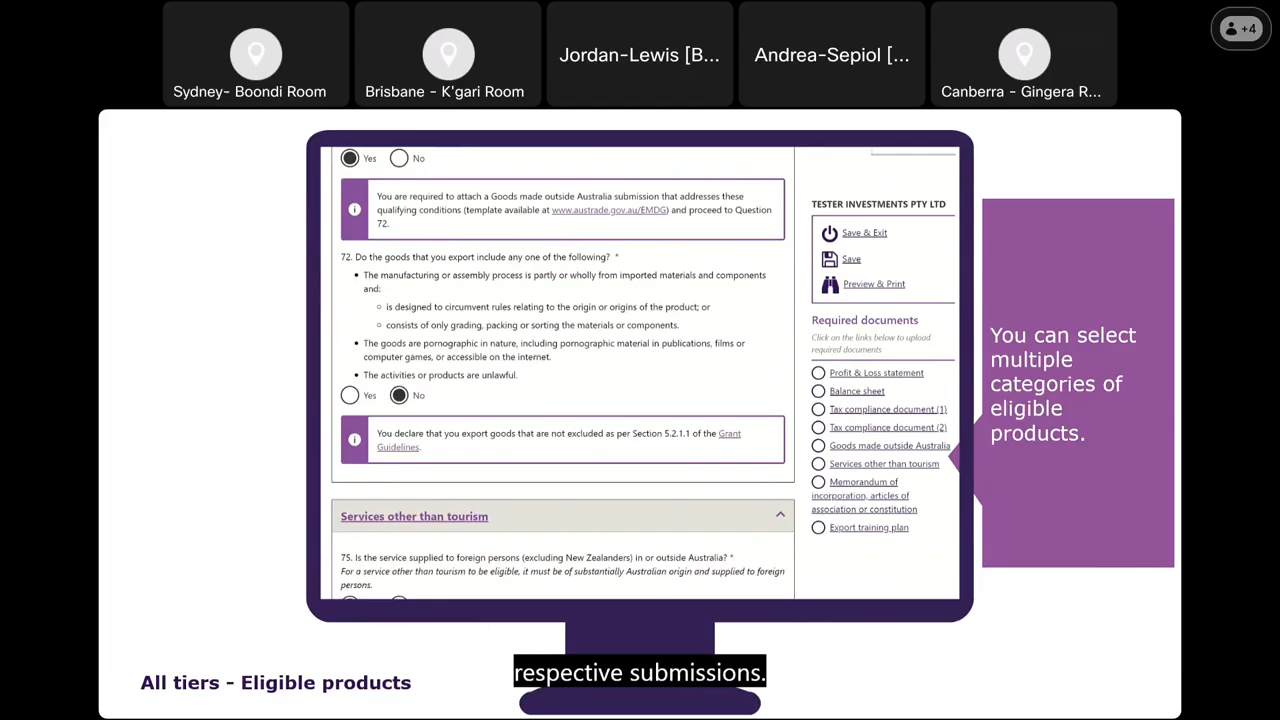 +4
Sydney- Boondi Room
Brisbane - K'gari Room
Jordan-Lewis [B...
Andrea-Sepiol [...
Canberra - Gingera R...
Yes No
You are required to attach a Goods made outside Australia submission that addresses these
qualifying conditions (template available at www.austrade.gov.au/EMDG) and proceed to Question
72.
72. Do the goods that you export include any one of the following? *
• The manufacturing or assembly process is partly or wholly from imported materials and components
and:
○ is designed to circumvent rules relating to the origin or origins of the product; or
○ consists of only grading, packing or sorting the materials or components.
• The goods are pornographic in nature, including pornographic material in publications, films or
computer games, or accessible on the internet.
• The activities or products are unlawful.
Yes No
You declare that you export goods that are not excluded as per Section 5.2.1.1 of the Grant
Guidelines.
Services other than tourism
75. Is the service supplied to foreign persons (excluding New Zealanders) in or outside Australia? *
For a service other than tourism to be eligible, it must be of substantially Australian origin and supplied to foreign
persons.
TESTER INVESTMENTS PTY LTD
Save & Exit
Save
Preview & Print
Required documents
Click on the links below to upload
required documents
Profit & Loss statement
Balance sheet
Tax compliance document (1)
Tax compliance document (2)
Goods made outside Australia
Services other than tourism
Memorandum of
incorporation, articles of
association or constitution
Export training plan
You can select
multiple
categories of
eligible
products.
All tiers - Eligible products
respective submissions.